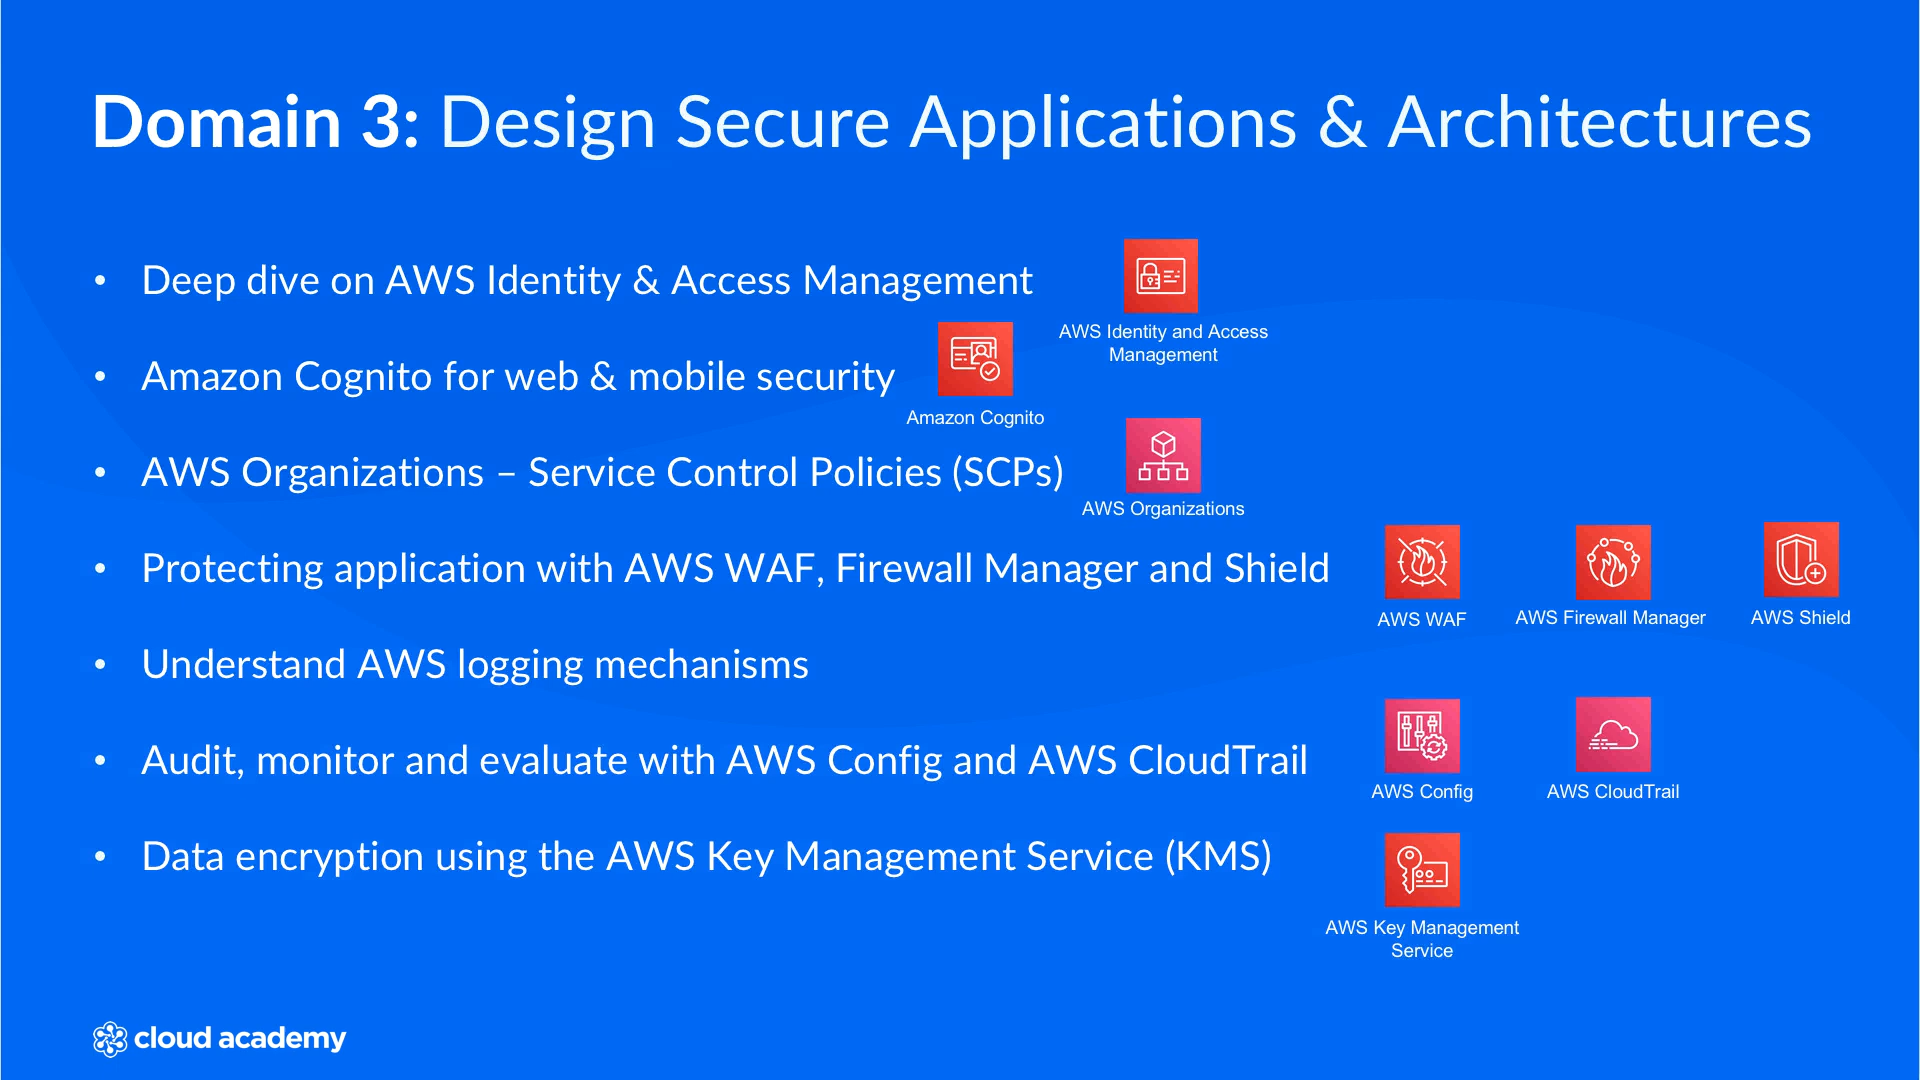 Domain 3: Design Secure Applications & Architectures
• Deep dive on AWS Identity & Access Management
AWS Identity and Access
Management
• Amazon Cognito for web & mobile security
Amazon Cognito
• AWS Organizations – Service Control Policies (SCPs)
AWS Organizations
• Protecting application with AWS WAF, Firewall Manager and Shield
AWS WAF
AWS Firewall Manager
AWS Shield
• Understand AWS logging mechanisms
• Audit, monitor and evaluate with AWS Config and AWS CloudTrail
AWS Config
AWS CloudTrail
• Data encryption using the AWS Key Management Service (KMS)
AWS Key Management
Service
cloud academy